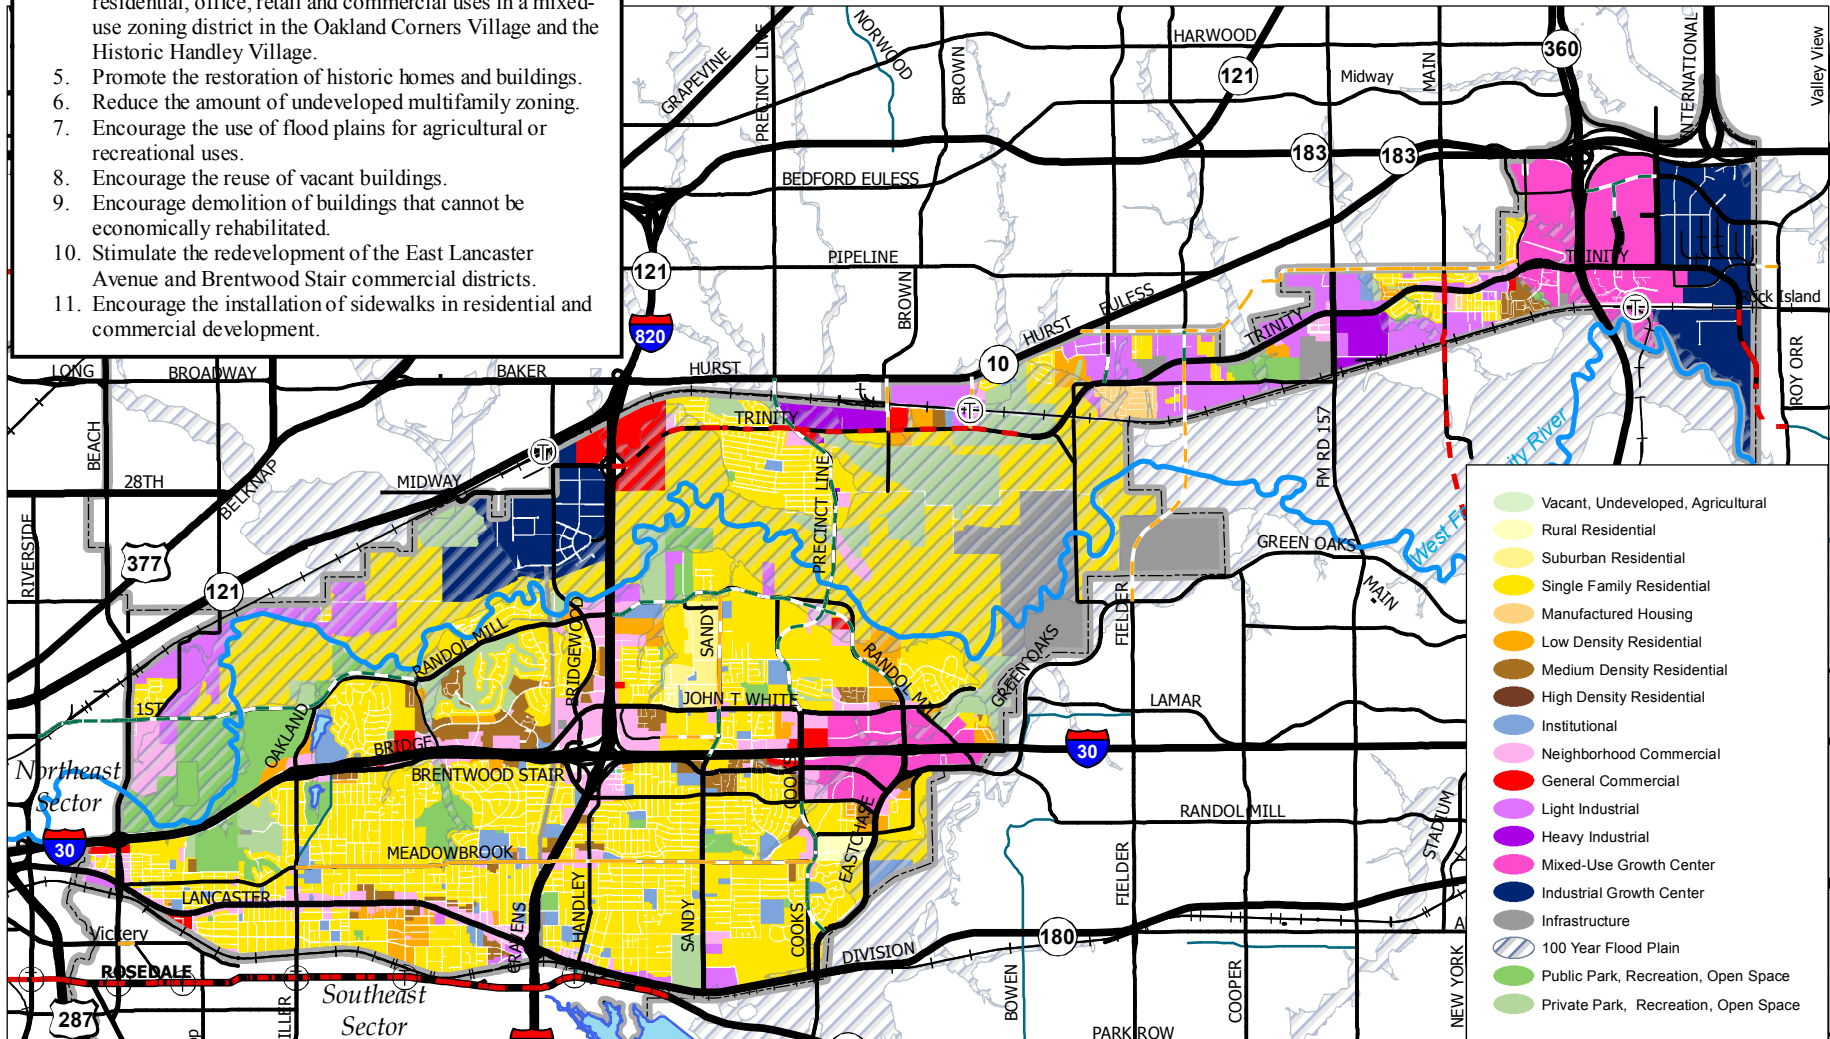 residential, office, retail and commercial uses in a mixed-
use zoning district in the Oakland Corners Village and the
Historic Handley Village.
5. Promote the restoration of historic homes and buildings.
6. Reduce the amount of undeveloped multifamily zoning.
7. Encourage the use of flood plains for agricultural or
recreational uses.
8. Encourage the reuse of vacant buildings.
9. Encourage demolition of buildings that cannot be
economically rehabilitated.
10. Stimulate the redevelopment of the East Lancaster
Avenue and Brentwood Stair commercial districts.
11. Encourage the installation of sidewalks in residential and
commercial development.
GRAPEVINE
PRECINCT LINE
NORWOOD
BROWN
HARWOOD
121
Midway
MAIN
360
INTERNATIONAL
Valley View
183
183
BEDFORD EULESS
121
PIPELINE
BROWN
TRINITY
Rock Island
820
HURST
EULESS
TRINITY
10
LONG
BROADWAY
BAKER
HURST
ROY ORR
TRINITY
BEACH
28TH
BELKNAP
MIDWAY
PRECINCT LINE
FM RD 157
RIVERSIDE
377
121
GREEN OAKS
MAIN
FIELDER
RANDOL MILL
BRIDGEWOOD
SANDY
RANDOL MILL
GREEN OAKS
1ST
OAKLAND
JOHN T WHITE
LAMAR
BRIDGE
BRENTWOOD STAIR
30
Northeast
Sector
COOKS
EASTCHASE
RANDOL MILL
STADIUM
30
MEADOWBROOK
FIELDER
LANCASTER
HANDLEY
SANDY
COOKS
Vickery
CRAVENS
DIVISION
180
ROSEDALE
Southeast
Sector
287
BOWEN
COOPER
NEW YORK
PARK ROW
Vacant, Undeveloped, Agricultural
Rural Residential
Suburban Residential
Single Family Residential
Manufactured Housing
Low Density Residential
Medium Density Residential
High Density Residential
Institutional
Neighborhood Commercial
General Commercial
Light Industrial
Heavy Industrial
Mixed-Use Growth Center
Industrial Growth Center
Infrastructure
100 Year Flood Plain
Public Park, Recreation, Open Space
Private Park, Recreation, Open Space